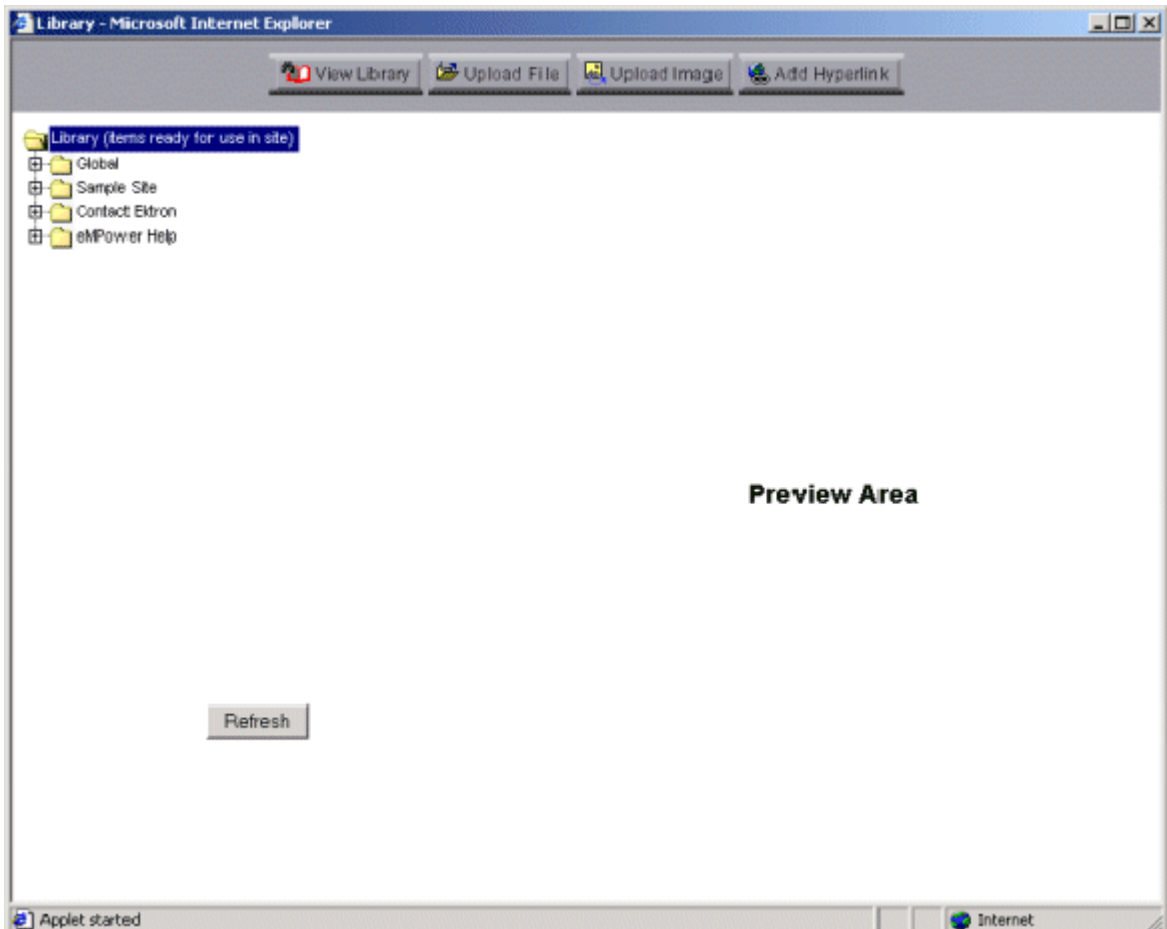 Library - Microsoft Internet Explorer
View Library Upload File Upload Image Add Hyperlink
Library (items ready for use in site)
Global
Sample Site
Contact Ektron
eMPower Help
Preview Area
Refresh
Applet started Internet